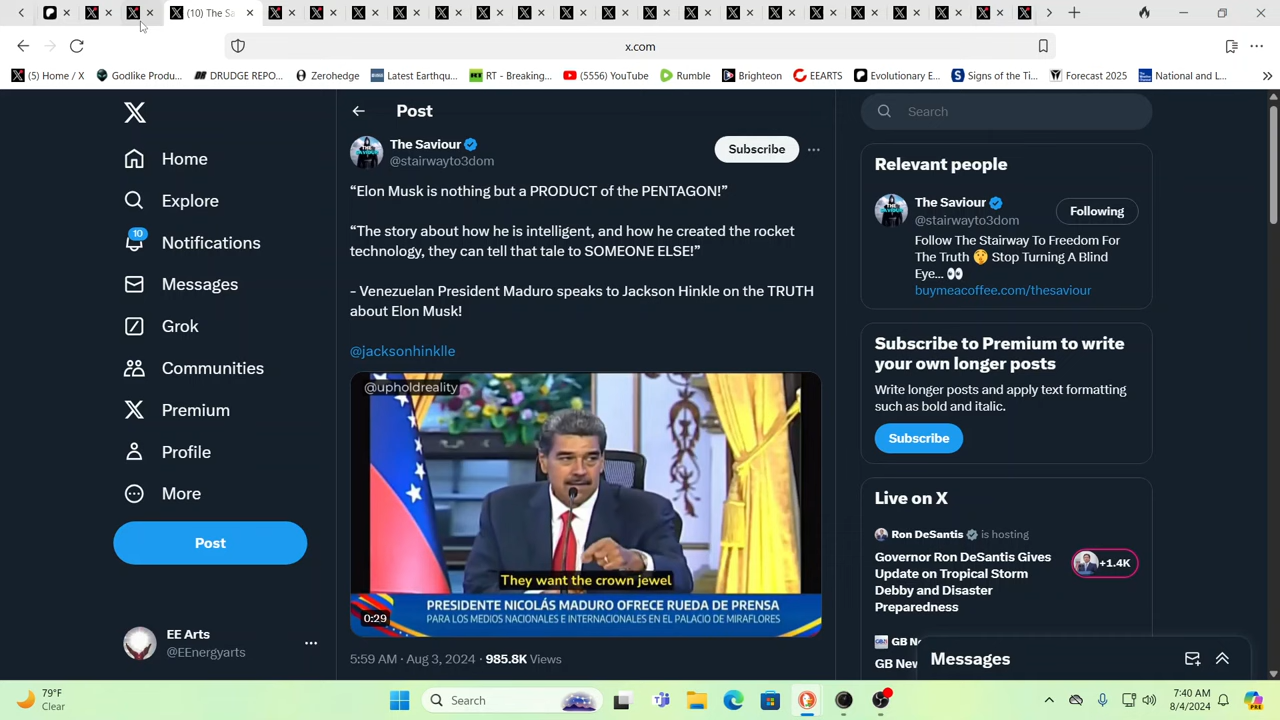 (10) The Sa
x.com
(5) Home / X
Godlike Produ...
DRUDGE REPO...
Zerohedge
Latest Earthqu...
RT - Breaking...
(5556) YouTube
Rumble
Brighteon
EEARTS
Evolutionary E...
Signs of the Ti...
Forecast 2025
National and L...
Home
Explore
10
Notifications
Messages
Grok
Communities
Premium
Profile
More
Post
EE Arts
@EEnergyarts
Post
The Saviour
@stairwayto3dom
Subscribe
“Elon Musk is nothing but a PRODUCT of the PENTAGON!”
“The story about how he is intelligent, and how he created the rocket
technology, they can tell that tale to SOMEONE ELSE!”
- Venezuelan President Maduro speaks to Jackson Hinkle on the TRUTH
about Elon Musk!
@jacksonhinklle
@upholdreality
They want the crown jewel
PRESIDENTE NICOLÁS MADURO OFRECE RUEDA DE PRENSA
PARA LOS MEDIOS NACIONALES E INTERNACIONALES EN EL PALACIO DE MIRAFLORES
0:29
5:59 AM · Aug 3, 2024 · 985.8K Views
Search
Relevant people
The Saviour
@stairwayto3dom
Following
Follow The Stairway To Freedom For
The Truth 🤫 Stop Turning A Blind
Eye... 👀
buymeacoffee.com/thesaviour
Subscribe to Premium to write
your own longer posts
Write longer posts and apply text formatting
such as bold and italic.
Subscribe
Live on X
Ron DeSantis is hosting
Governor Ron DeSantis Gives
Update on Tropical Storm
Debby and Disaster
Preparedness
+1.4K
GB Ne
GB New
Messages
79°F
Clear
Search
7:40 AM
8/4/2024